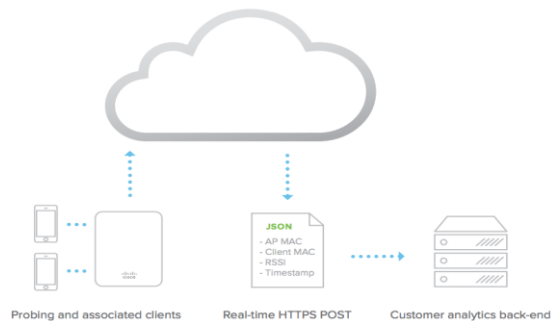 JSON
- AP MAC
- Client MAC
- RSSI
- Timestamp
Probing and associated clients
Real-time HTTPS POST
Customer analytics back-end